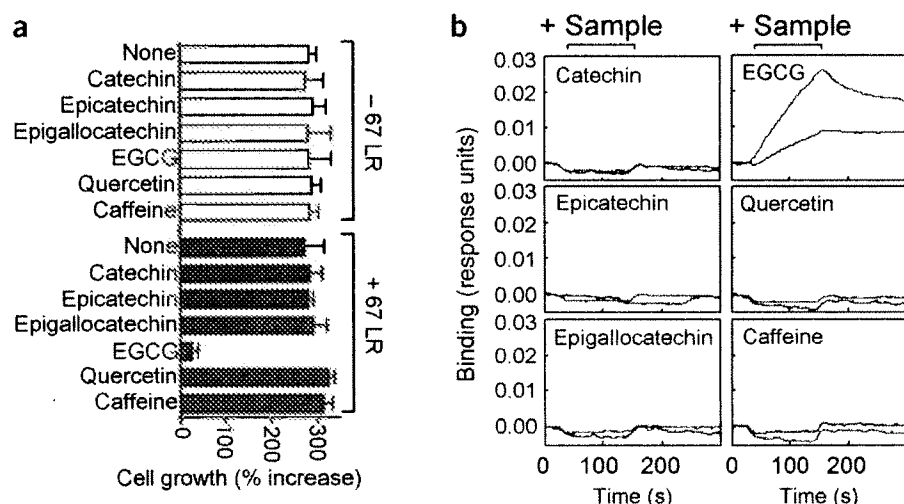 a
None
Catechin
Epicatechin
Epigallocatechin
EGCG
Quercetin
Caffeine
– 67 LR
None
Catechin
Epicatechin
Epigallocatechin
EGCG
Quercetin
Caffeine
+ 67 LR
0 100 200 300
Cell growth (% increase)
b
+ Sample + Sample
Binding (response units)
0.03
0.02
0.01
0.00
Catechin
EGCG
0.03
0.02
0.01
0.00
Epicatechin
Quercetin
0.03
0.02
0.01
0.00
Epigallocatechin
Caffeine
0 100 200 0 100 200
Time (s) Time (s)